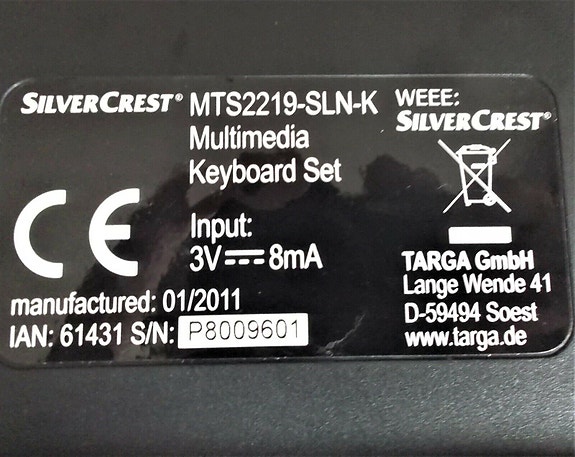 SILVERCREST® MTS2219-SLN-K
Multimedia
Keyboard Set
Input:
3V⎓8mA
CE
manufactured: 01/2011
IAN: 61431 S/N: P8009601
WEEE:
SILVERCREST®
TARGA GmbH
Lange Wende 41
D-59494 Soest
www.targa.de